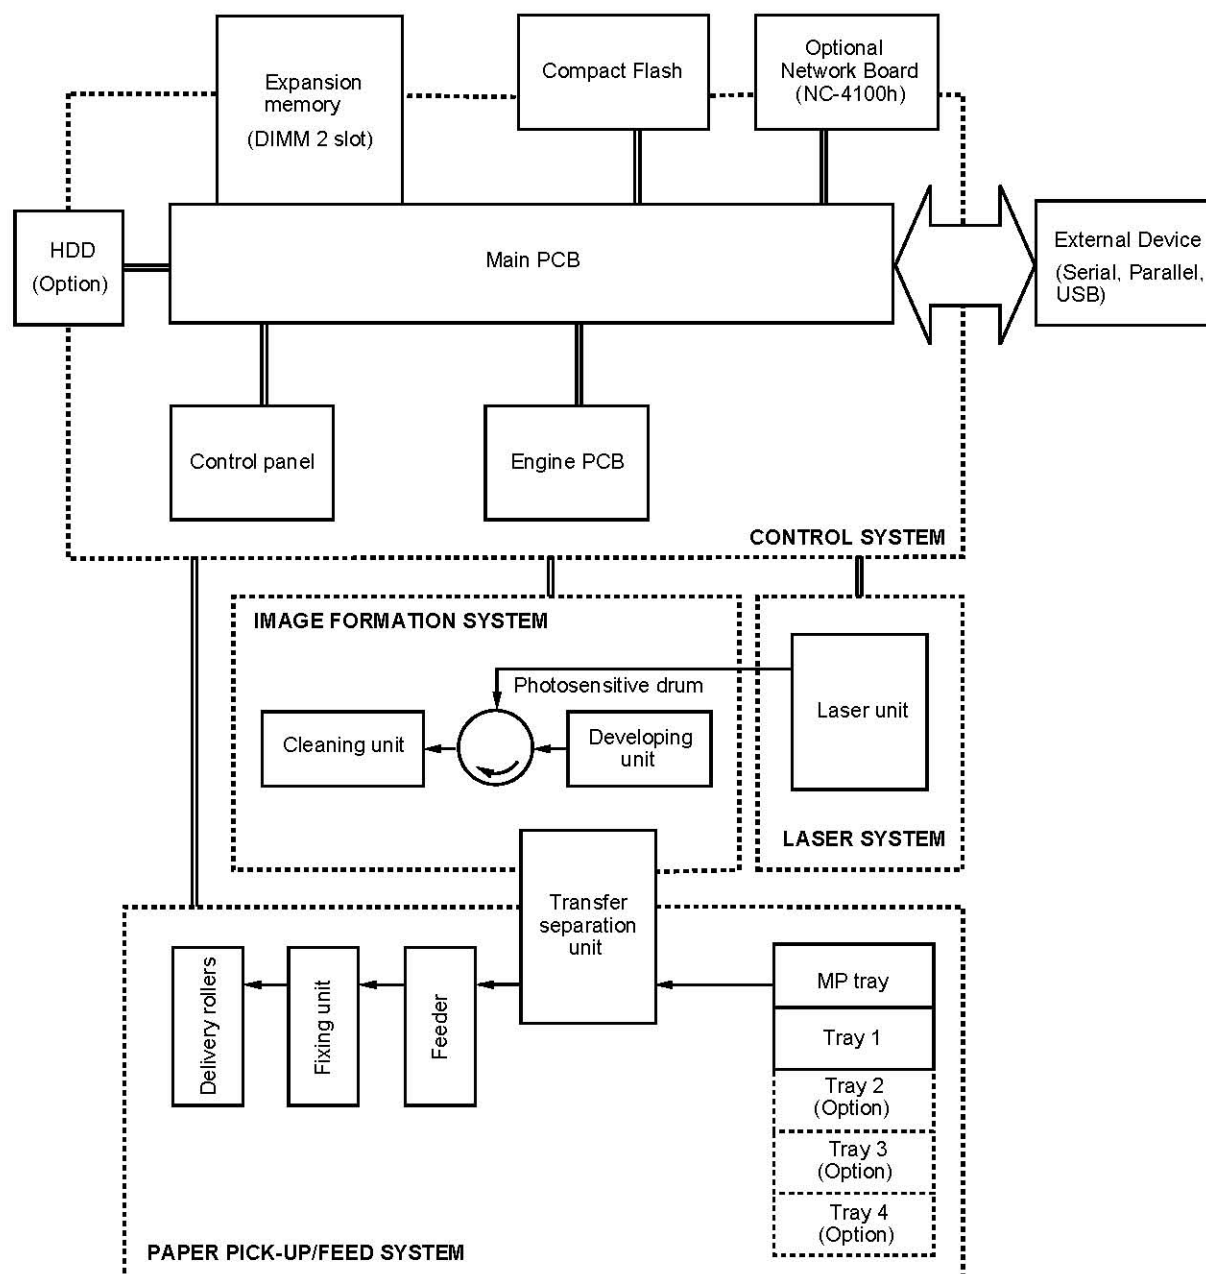 Expansion
memory
(DIMM 2 slot)
Compact Flash
Optional
Network Board
(NC-4100h)
HDD
(Option)
Main PCB
External Device
(Serial, Parallel,
USB)
Control panel
Engine PCB
CONTROL SYSTEM
IMAGE FORMATION SYSTEM
Photosensitive drum
Cleaning unit
Developing
unit
Laser unit
LASER SYSTEM
Transfer
separation
unit
Delivery rollers
Fixing unit
Feeder
MP tray
Tray 1
Tray 2
(Option)
Tray 3
(Option)
Tray 4
(Option)
PAPER PICK-UP/FEED SYSTEM